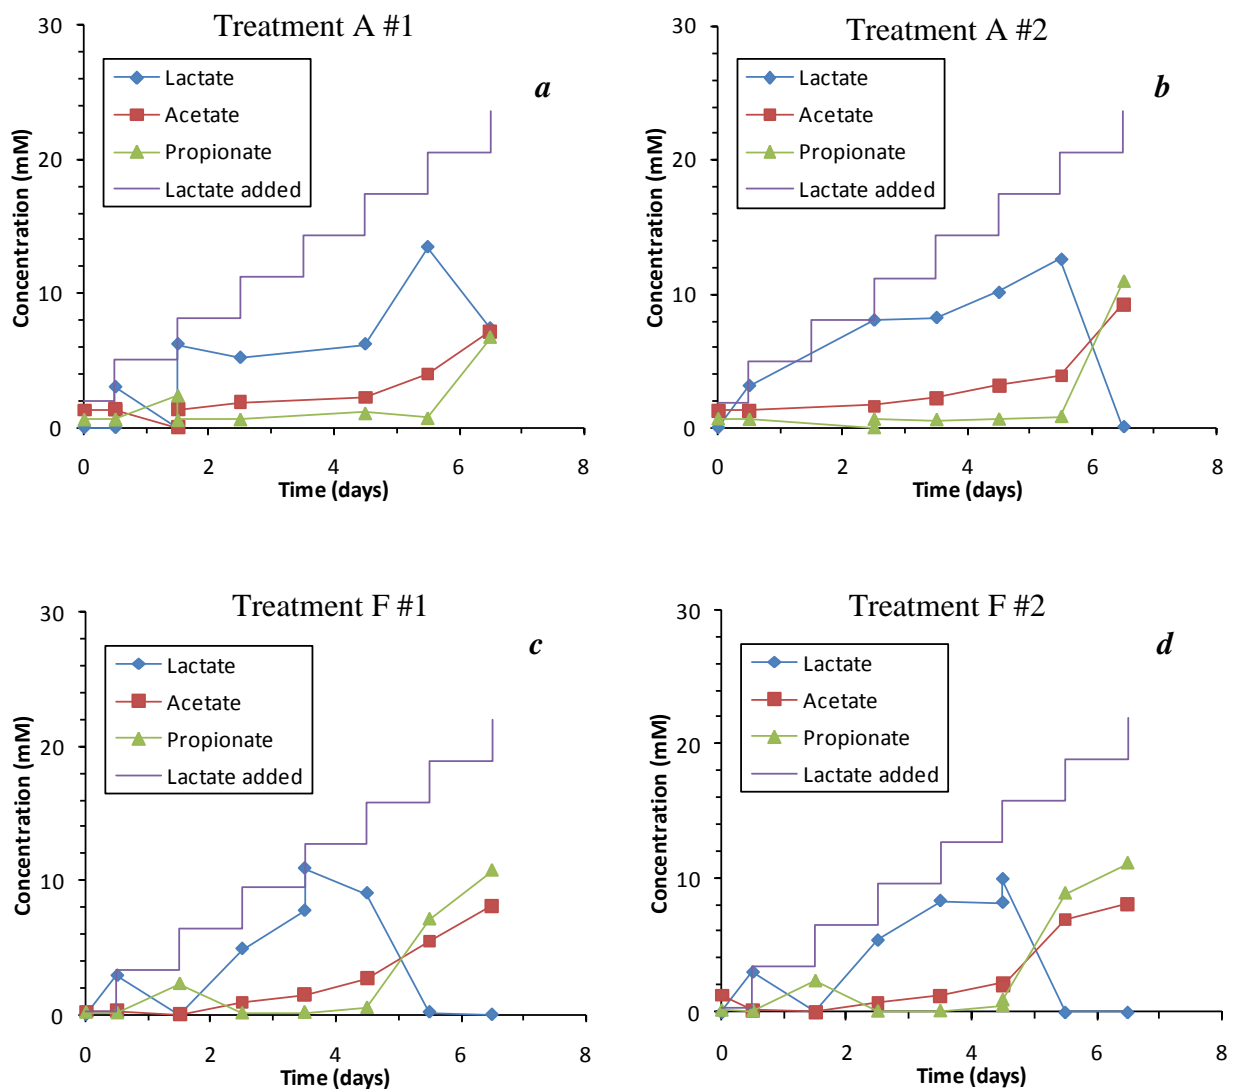 Treatment A #1
a
Lactate
Acetate
Propionate
Lactate added
Concentration (mM)
30
20
10
0
0 2 4 6 8
Time (days)
Treatment A #2
b
Lactate
Acetate
Propionate
Lactate added
Concentration (mM)
30
20
10
0
0 2 4 6 8
Time (days)
Treatment F #1
c
Lactate
Acetate
Propionate
Lactate added
Concentration (mM)
30
20
10
0
0 2 4 6 8
Time (days)
Treatment F #2
d
Lactate
Acetate
Propionate
Lactate added
Concentration (mM)
30
20
10
0
0 2 4 6 8
Time (days)